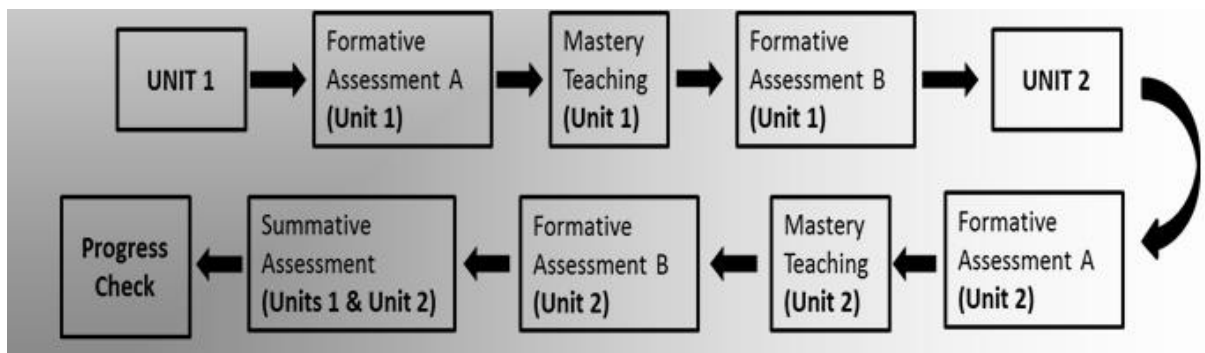 UNIT 1
Formative
Assessment A
(Unit 1)
Mastery
Teaching
(Unit 1)
Formative
Assessment B
(Unit 1)
UNIT 2
Formative
Assessment A
(Unit 2)
Mastery
Teaching
(Unit 2)
Formative
Assessment B
(Unit 2)
Summative
Assessment
(Units 1 & Unit 2)
Progress
Check